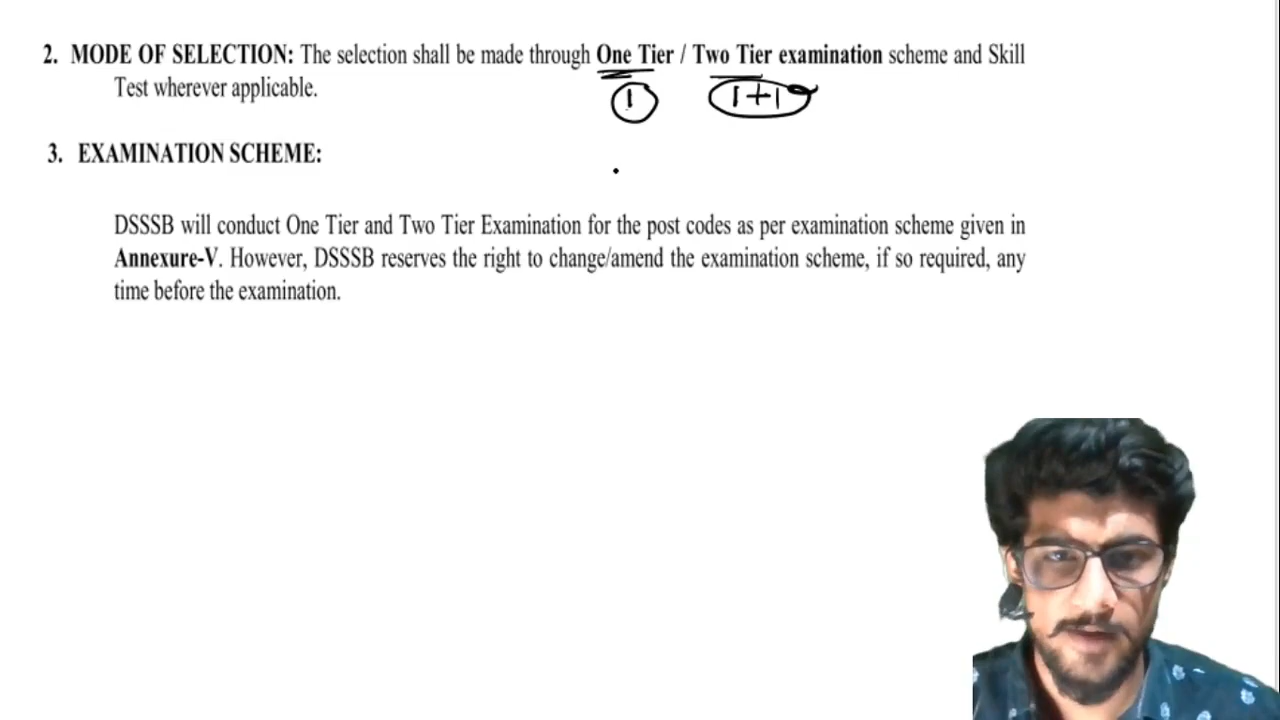 2. MODE OF SELECTION: The selection shall be made through One Tier / Two Tier examination scheme and Skill
Test wherever applicable.
1 1+1
3. EXAMINATION SCHEME:
DSSSB will conduct One Tier and Two Tier Examination for the post codes as per examination scheme given in
Annexure-V. However, DSSSB reserves the right to change/amend the examination scheme, if so required, any
time before the examination.